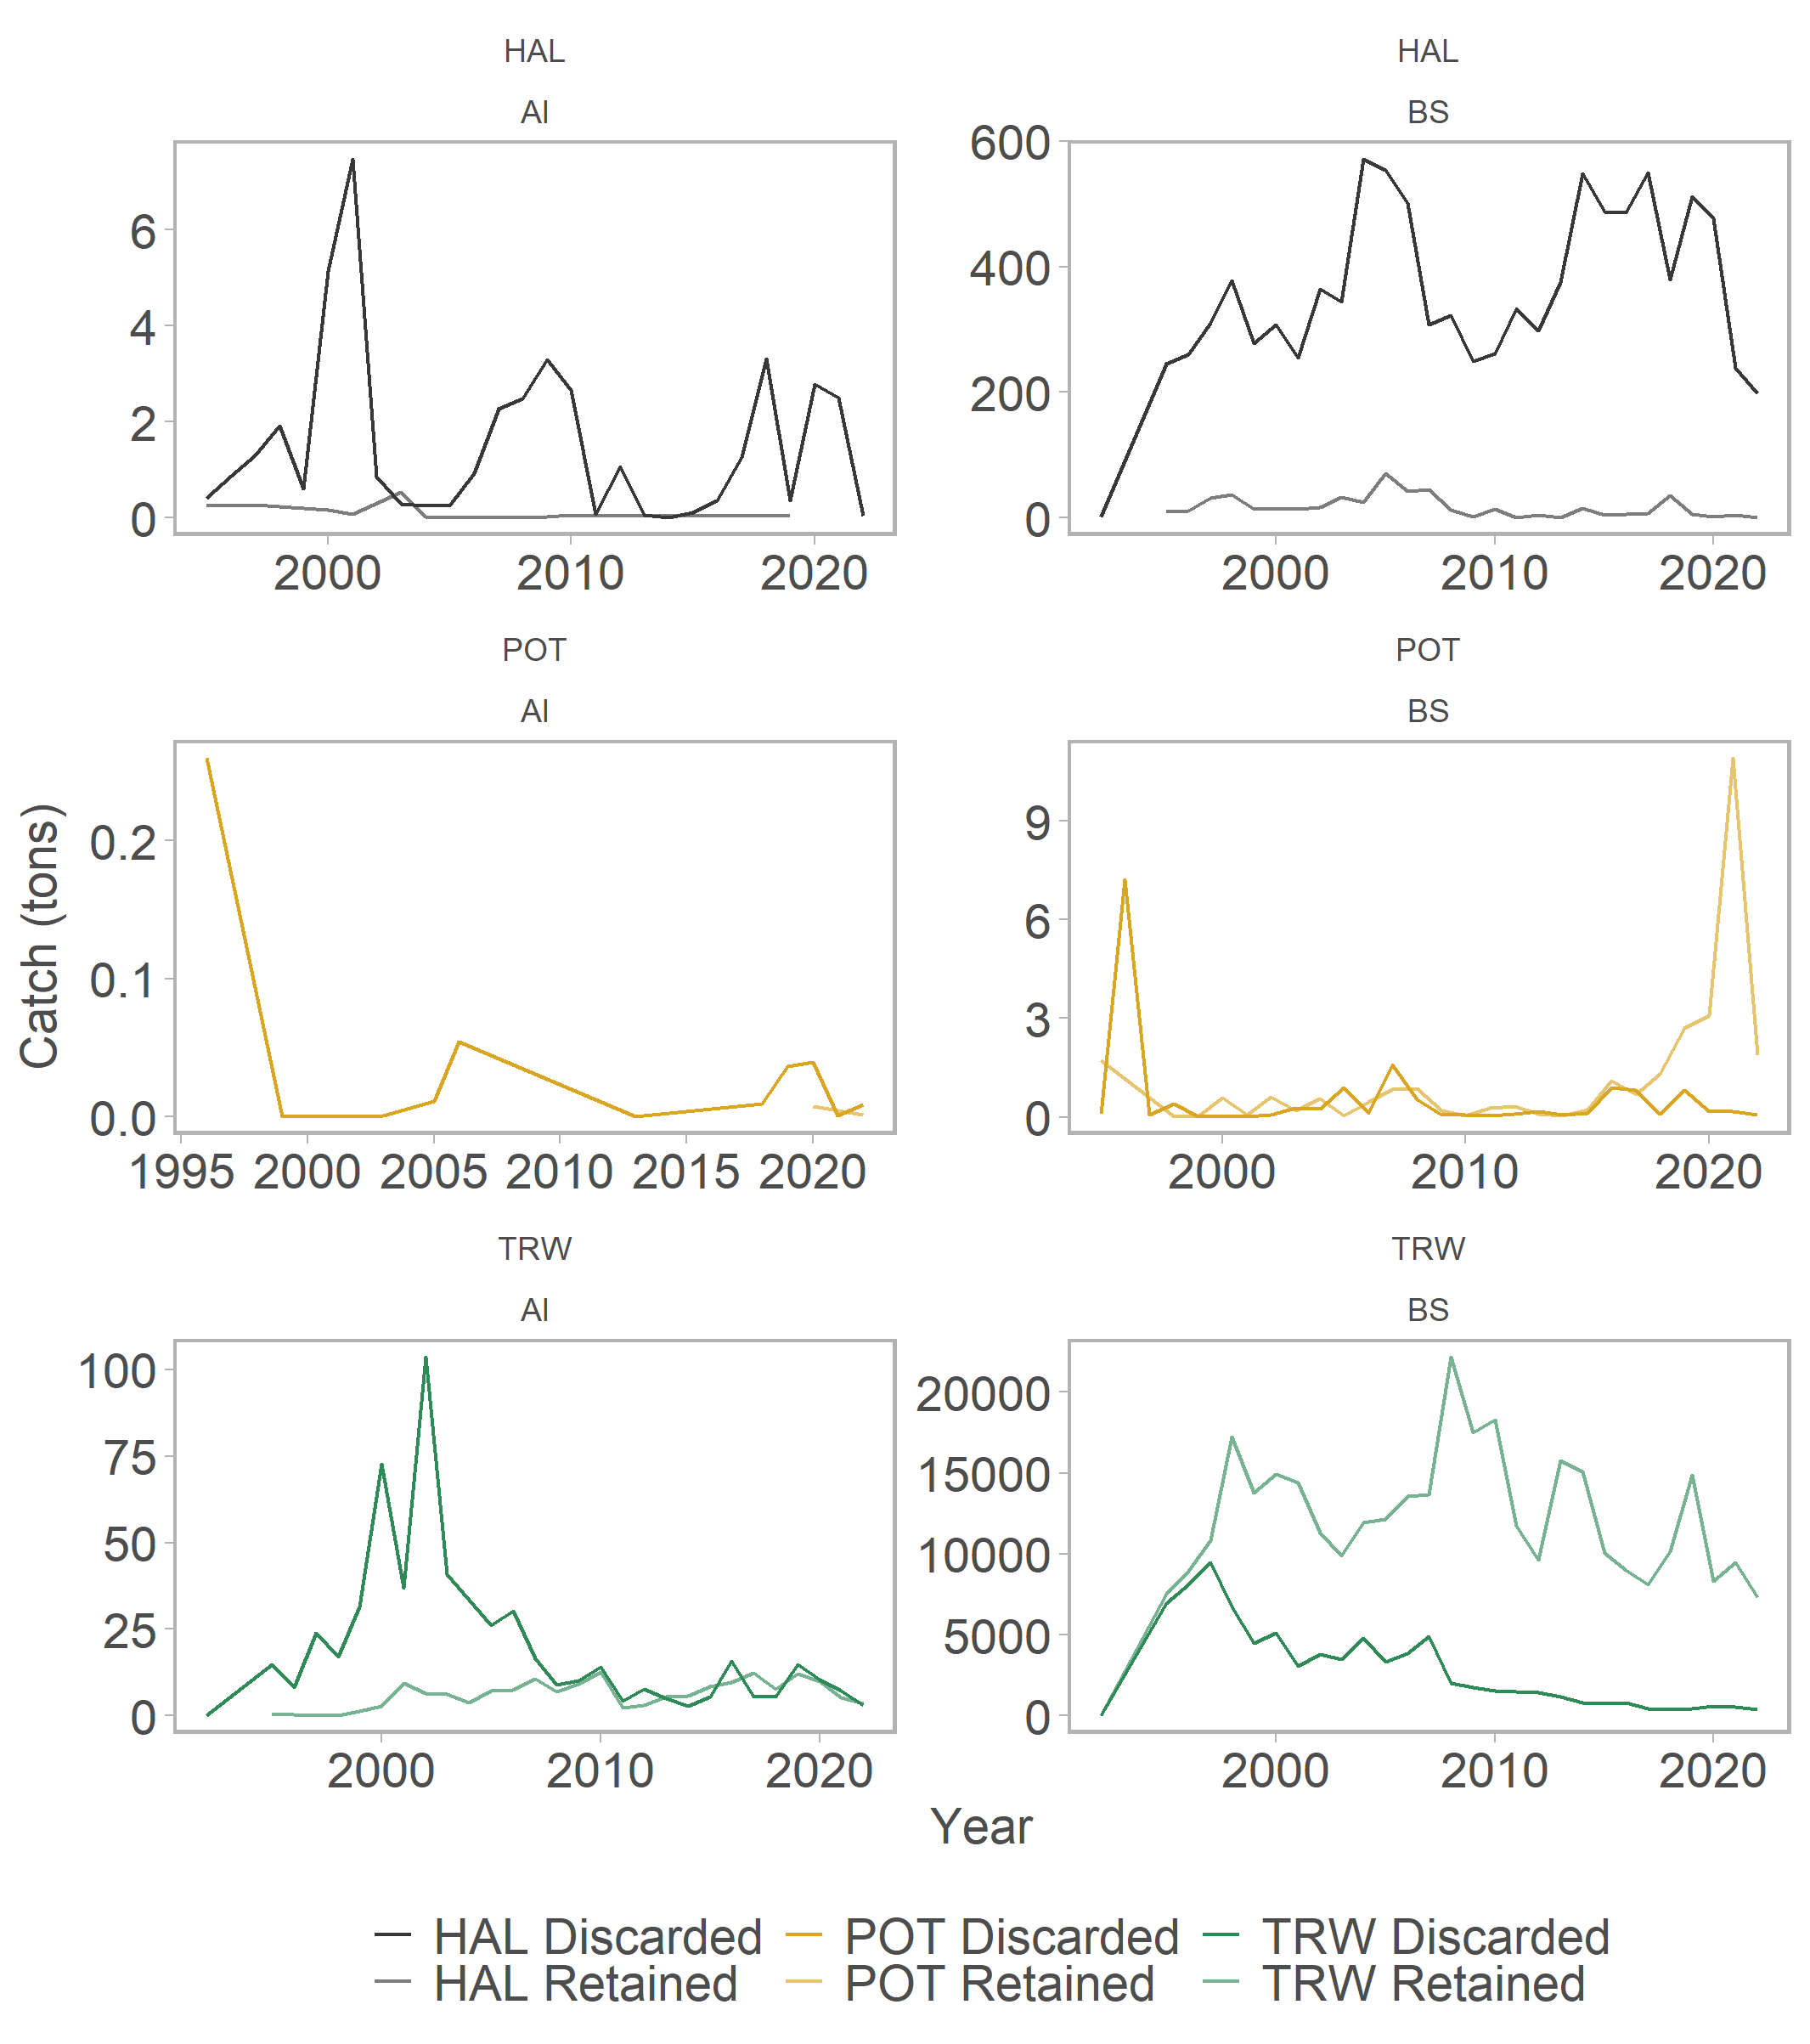 HAL
AI
HAL
BS
6
4
2
0
2000 2010 2020
600
400
200
0
2000 2010 2020
POT
AI
POT
BS
Catch (tons)
0.2
0.1
0.0
1995 2000 2005 2010 2015 2020
9
6
3
0
2000 2010 2020
TRW
AI
TRW
BS
100
75
50
25
0
2000 2010 2020
20000
15000
10000
5000
0
2000 2010 2020
Year
HAL Discarded POT Discarded TRW Discarded
HAL Retained POT Retained TRW Retained